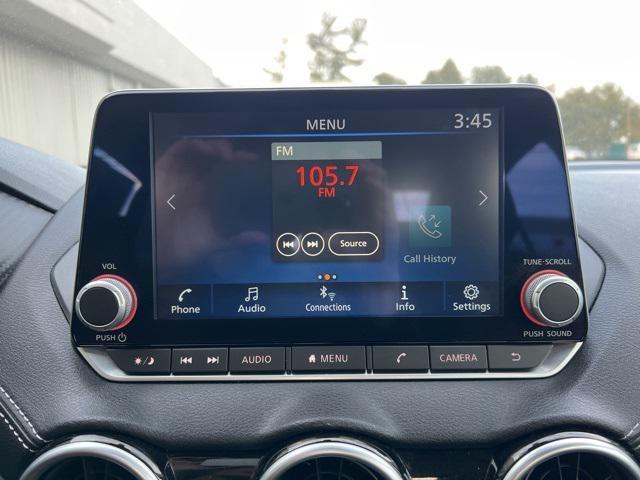 MENU
3:45
FM
105.7
FM
Source
Call History
VOL
TUNE·SCROLL
Phone
Audio
Connections
Info
Settings
PUSH
PUSH SOUND
AUDIO
MENU
CAMERA